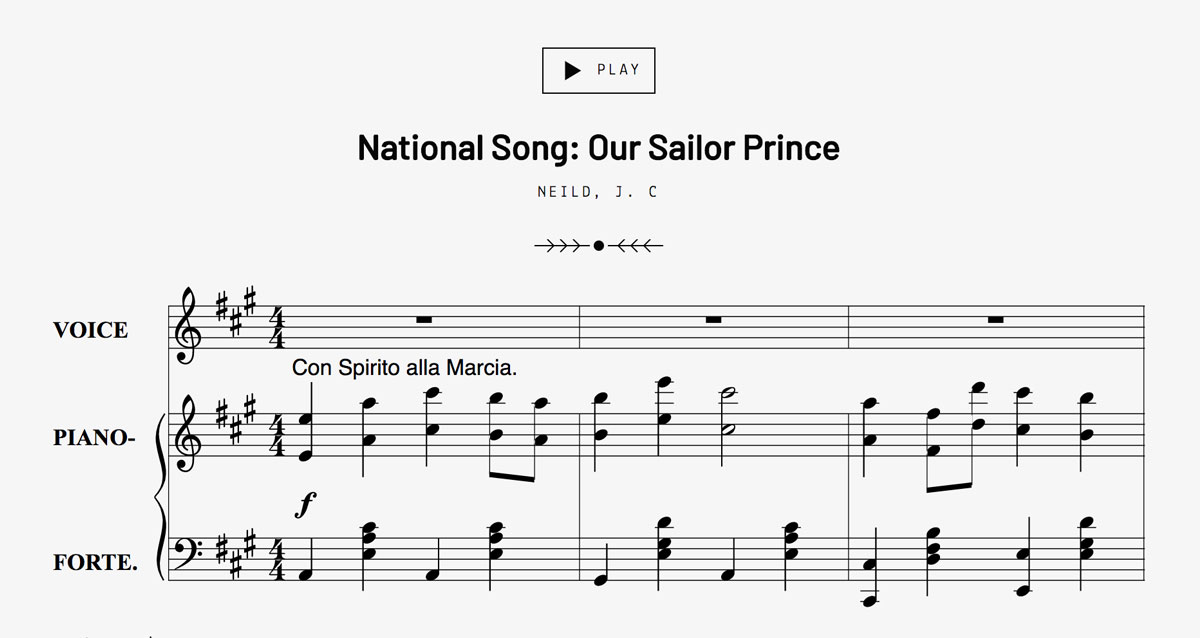 PLAY
National Song: Our Sailor Prince
NEILD, J. C
VOICE
Con Spirito alla Marcia.
PIANO-
f
FORTE.